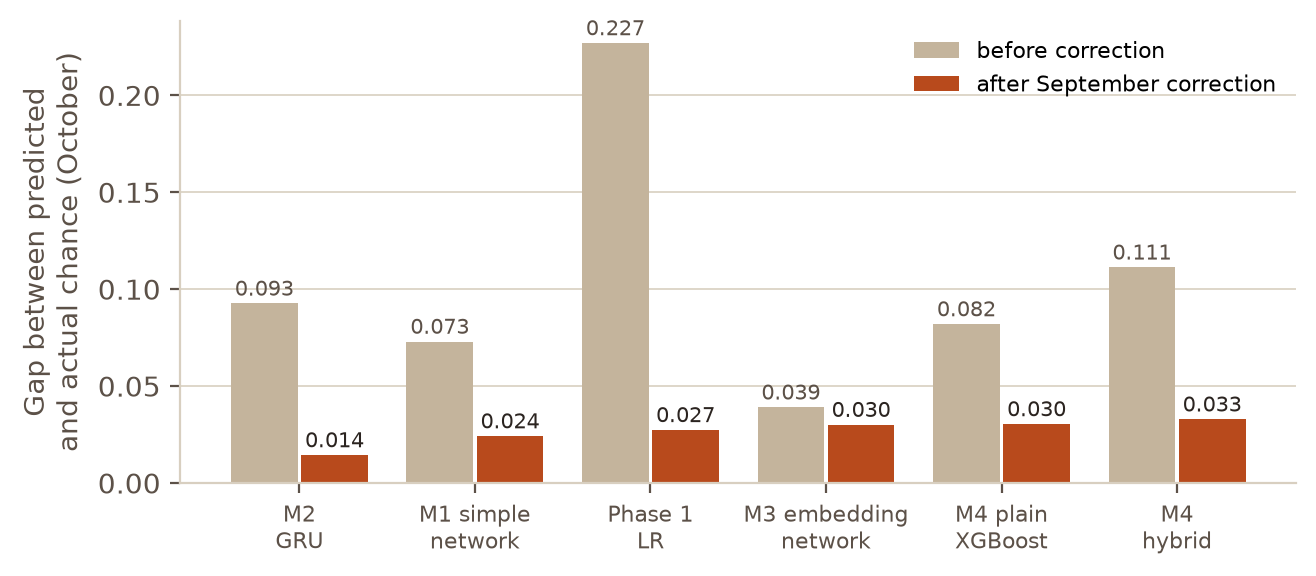 Gap between predicted
and actual chance (October)
0.20
0.15
0.10
0.05
0.00
before correction
after September correction
0.093
0.014
0.073
0.024
0.227
0.027
0.039
0.030
0.082
0.030
0.111
0.033
M2
GRU
M1 simple
network
Phase 1
LR
M3 embedding
network
M4 plain
XGBoost
M4
hybrid